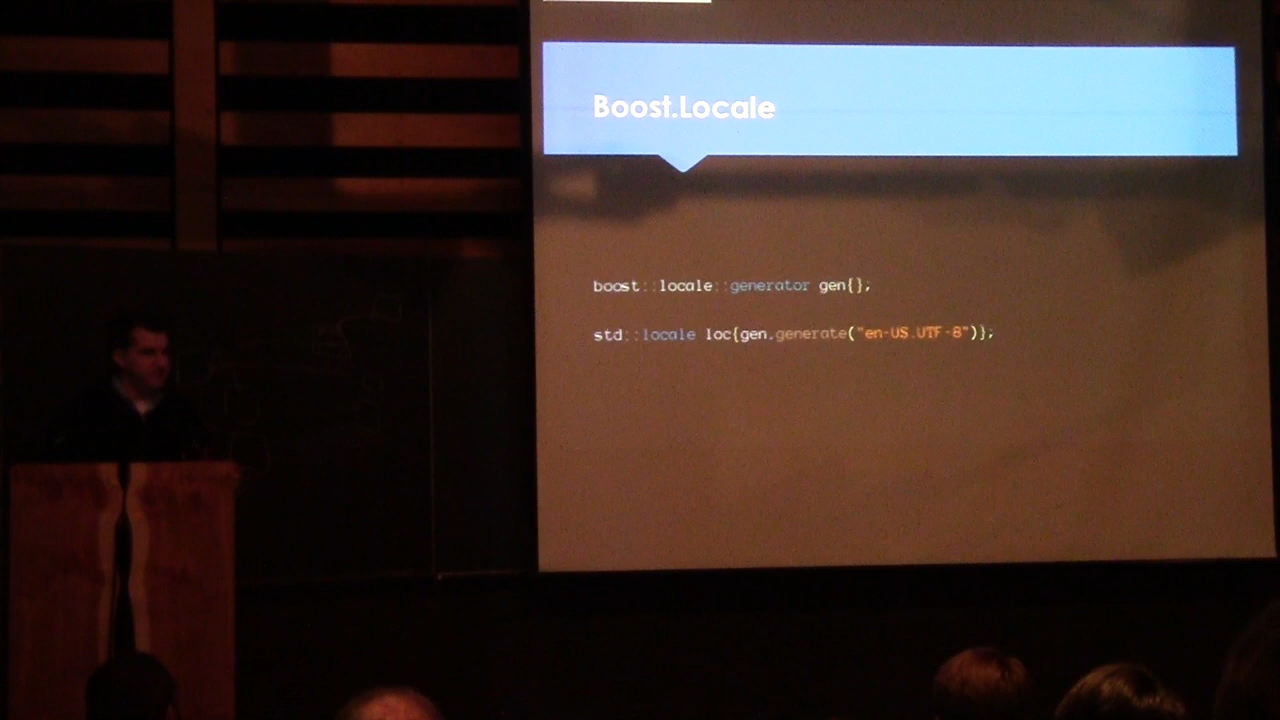 Boost.Locale
boost::locale::generator gen{};
std::locale loc{gen.generate("en-US.UTF-8")};